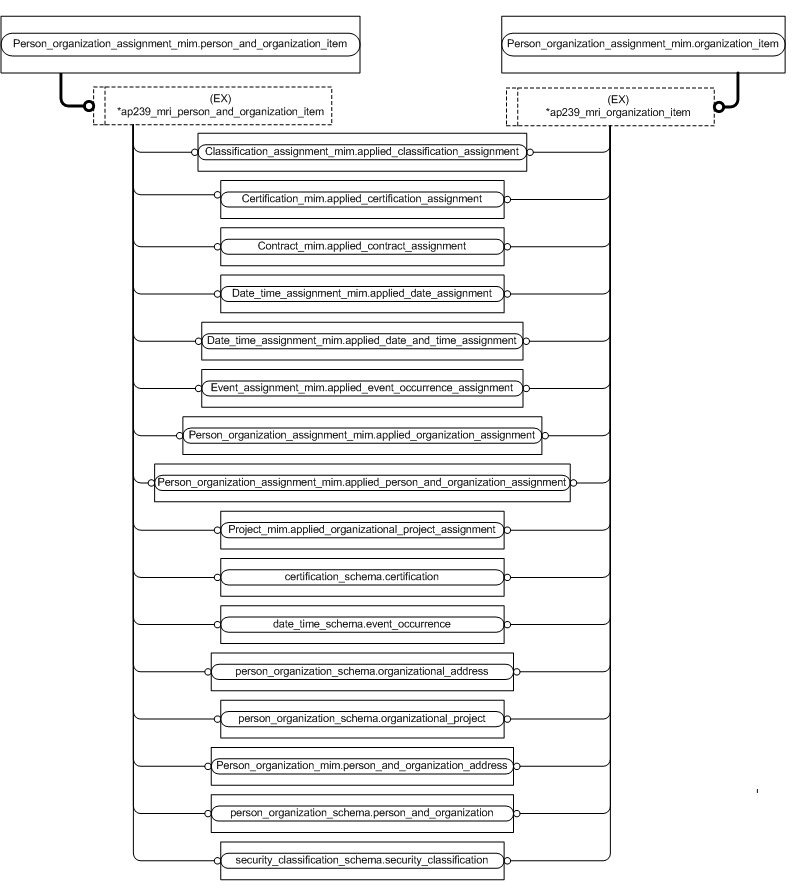 Person_organization_assignment_mim.person_and_organization_item
Person_organization_assignment_mim.organization_item
(EX)
*ap239_mri_person_and_organization_item
(EX)
*ap239_mri_organization_item
Classification_assignment_mim.applied_classification_assignment
Certification_mim.applied_certification_assignment
Contract_mim.applied_contract_assignment
Date_time_assignment_mim.applied_date_assignment
Date_time_assignment_mim.applied_date_and_time_assignment
Event_assignment_mim.applied_event_occurrence_assignment
Person_organization_assignment_mim.applied_organization_assignment
Person_organization_assignment_mim.applied_person_and_organization_assignment
Project_mim.applied_organizational_project_assignment
certification_schema.certification
date_time_schema.event_occurrence
person_organization_schema.organizational_address
person_organization_schema.organizational_project
Person_organization_mim.person_and_organization_address
person_organization_schema.person_and_organization
security_classification_schema.security_classification